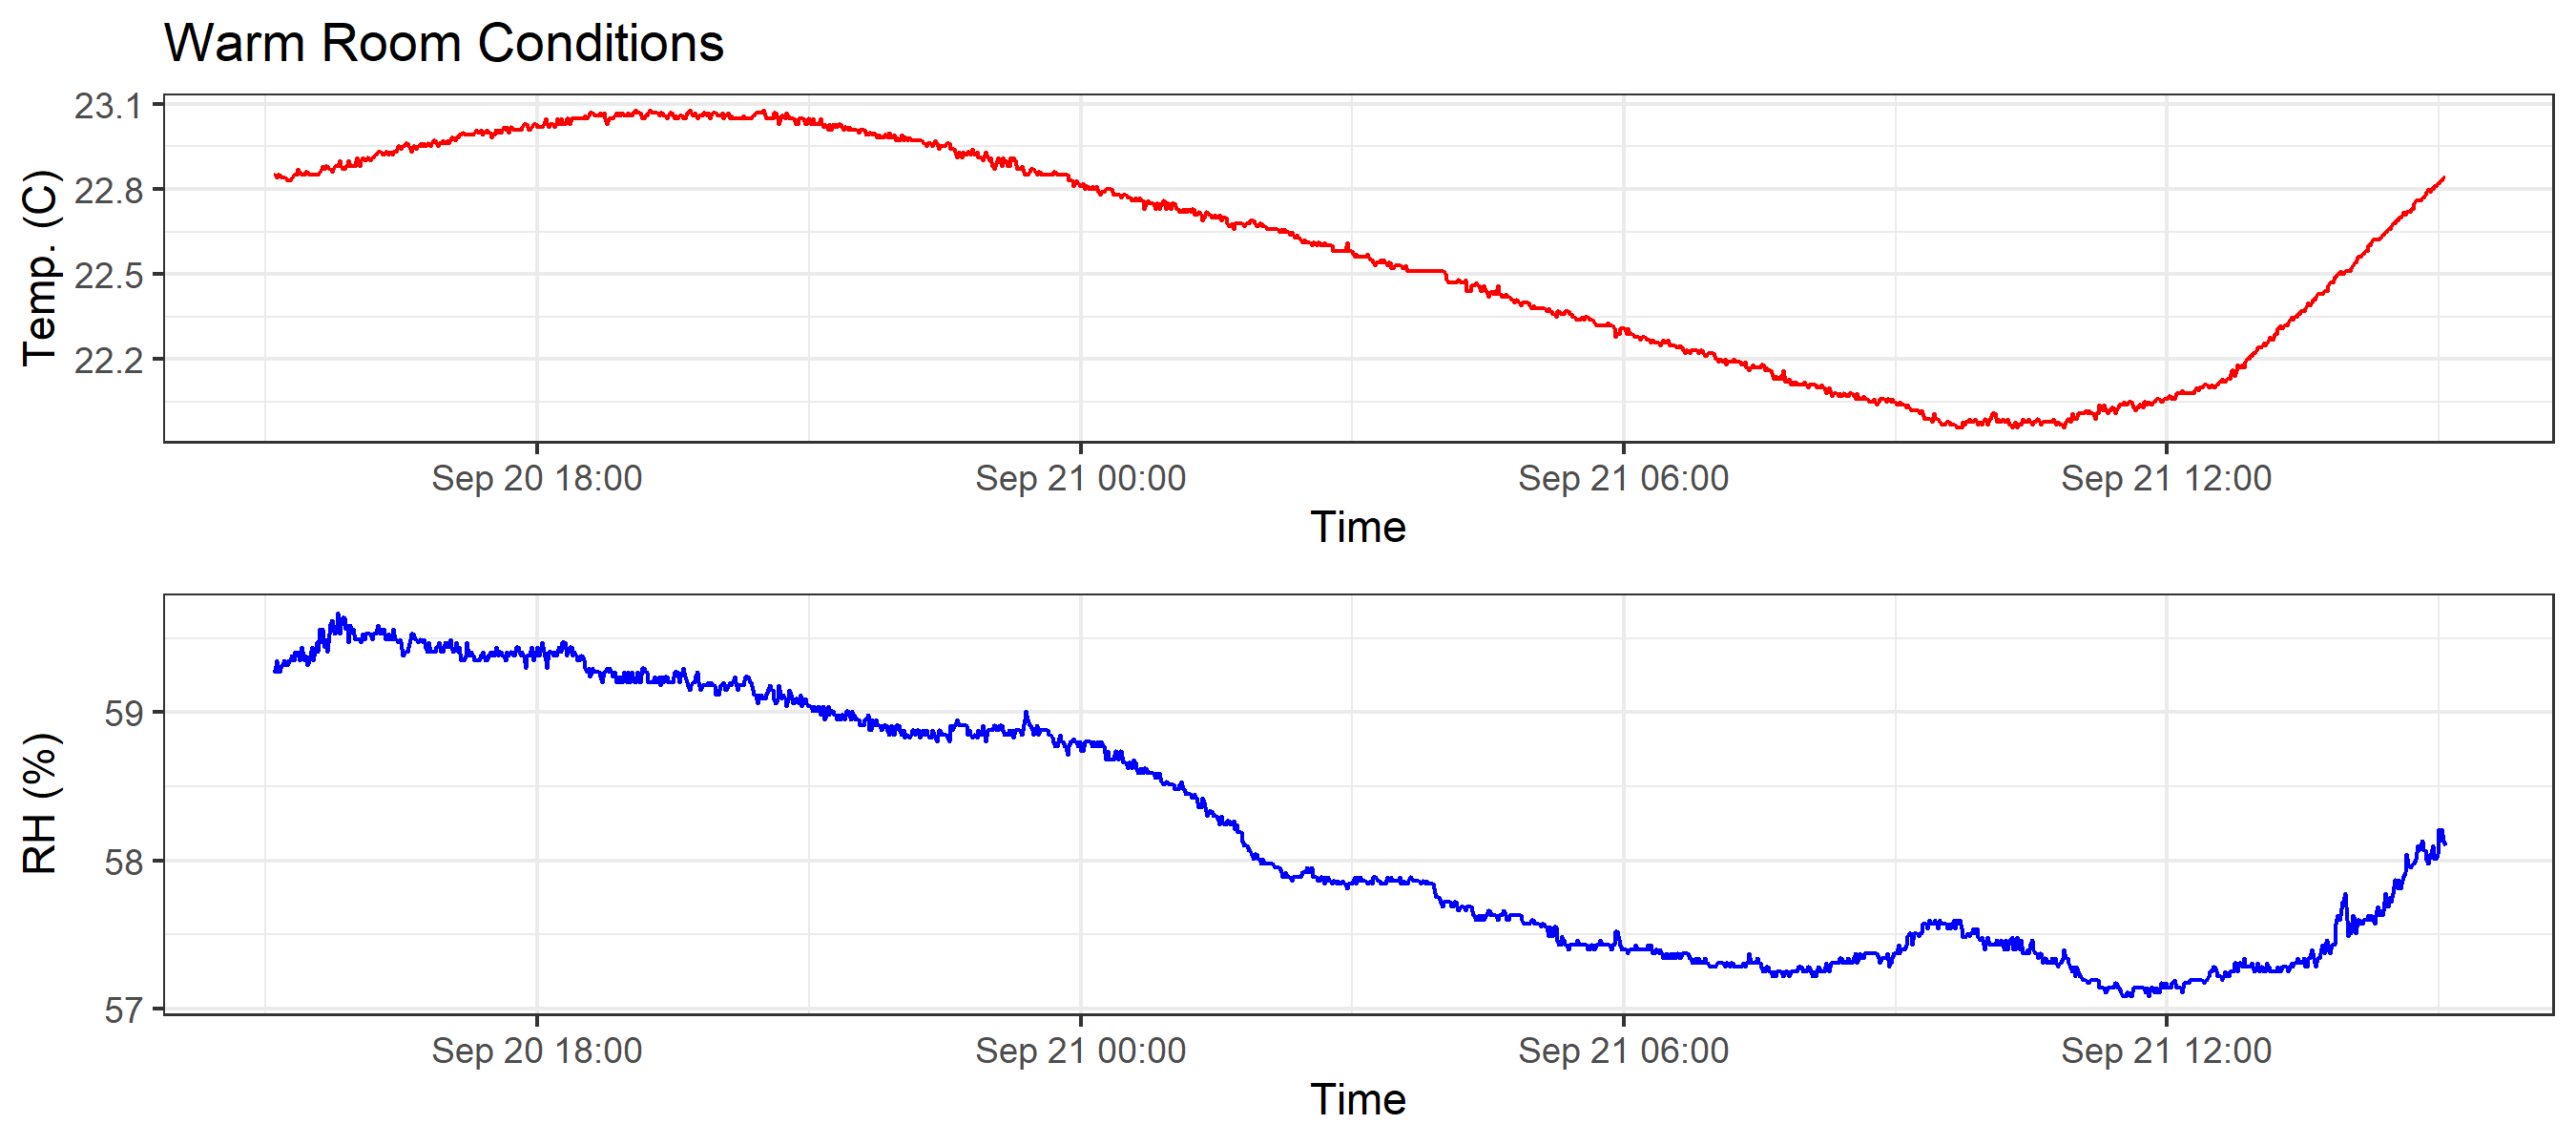 Warm Room Conditions
23.1
22.8
22.5
22.2
Temp. (C)
Sep 20 18:00 Sep 21 00:00 Sep 21 06:00 Sep 21 12:00
Time
59
58
57
RH (%)
Sep 20 18:00 Sep 21 00:00 Sep 21 06:00 Sep 21 12:00
Time